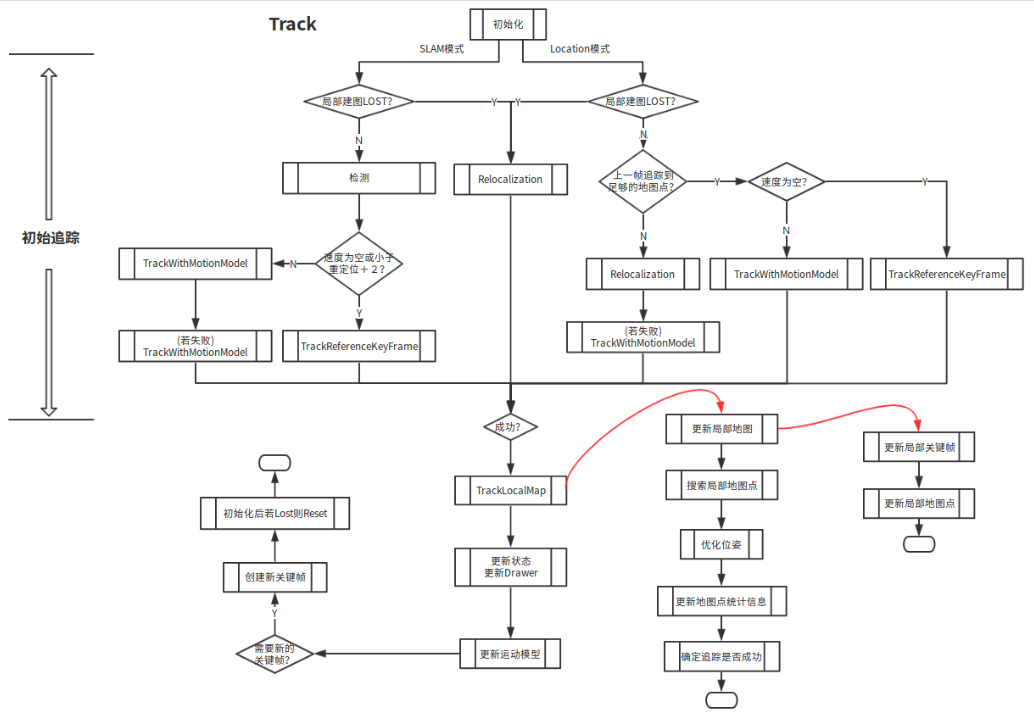 Track
初始化
SLAM模式
Location模式
局部建图LOST?
Y
Y
局部建图LOST?
N
N
检测
Relocalization
上一帧追踪到
足够的地图点?
Y
速度为空?
Y
初始追踪
N
N
TrackWithMotionModel
N
速度为空或小于
重定位+2?
Relocalization
TrackWithMotionModel
TrackReferenceKeyFrame
Y
(若失败)
TrackWithMotionModel
TrackReferenceKeyFrame
(若失败)
TrackWithMotionModel
成功?
更新局部地图
更新局部关键帧
TrackLocalMap
搜索局部地图点
更新局部地图点
初始化后若Lost则Reset
优化位姿
更新状态
更新Drawer
创建新关键帧
更新地图点统计信息
Y
需要新的
关键帧?
更新运动模型
确定追踪是否成功